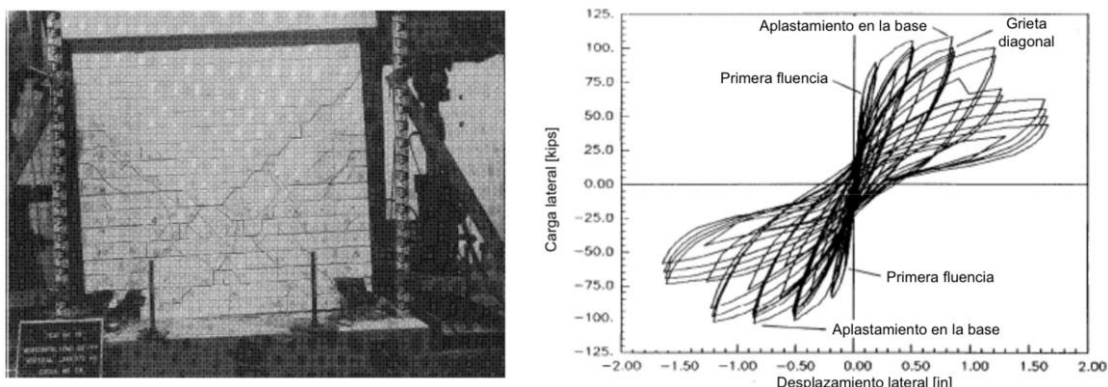 125.
Aplastamiento en la base
Grieta
diagonal
100.
Primera fluencia
75.0
50.0
25.0
Carga lateral [kips]
0.00
-25.0
-50.0
-75.0
Primera fluencia
-100.
Aplastamiento en la base
-125.
-2.00 -1.50 -1.00 -0.50 0.00 0.50 1.00 1.50 2.00
Desplazamiento lateral [in]